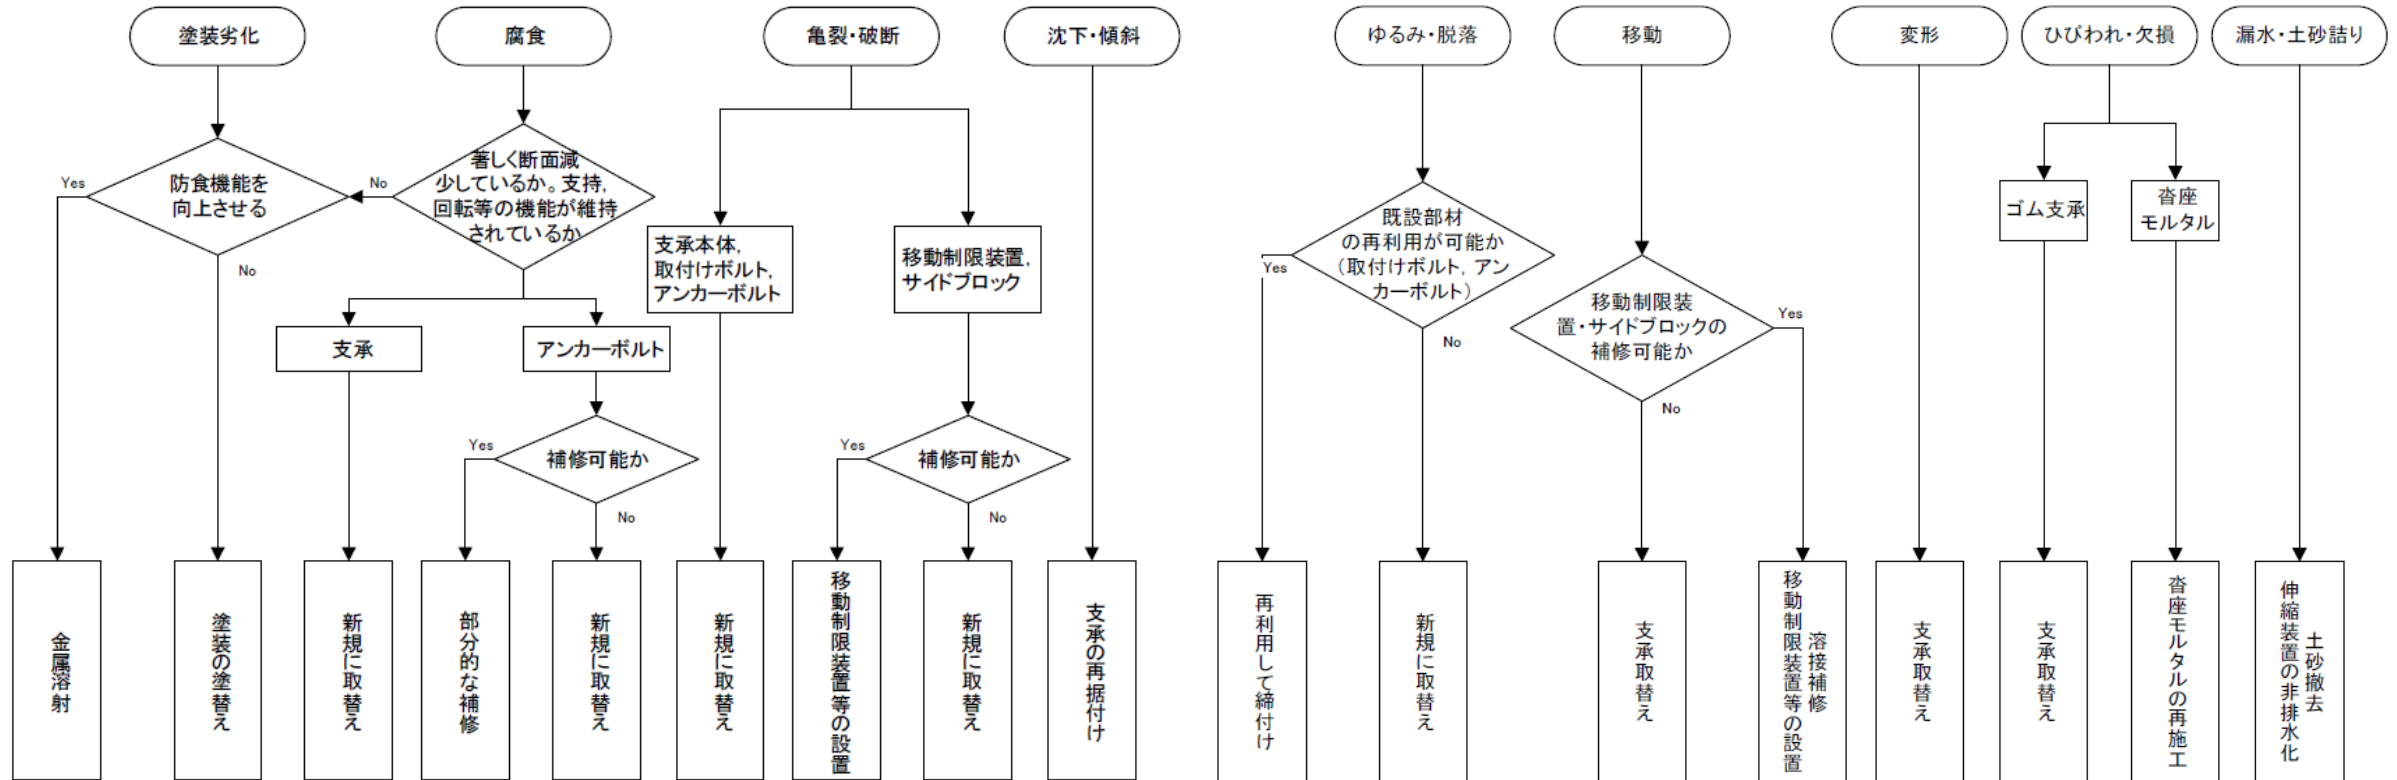 塗装劣化
腐食
亀裂・破断
沈下・傾斜
ゆるみ・脱落
移動
変形
ひびわれ・欠損
漏水・土砂詰り
防食機能を
向上させる
Yes
No
著しく断面減
少しているか。支持,
回転等の機能が維持
されているか
No
支承
アンカーボルト
補修可能か
Yes
No
支承本体,
取付けボルト,
アンカーボルト
移動制限装置,
サイドブロック
補修可能か
Yes
No
既設部材
の再利用が可能か
(取付けボルト, アン
カーボルト)
Yes
No
移動制限装
置・サイドブロックの
補修可能か
Yes
No
ゴム支承
沓座
モルタル
金属溶射
塗装の塗替え
新規に取替え
部分的な補修
新規に取替え
新規に取替え
移動制限装置等の設置
新規に取替え
支承の再据付け
再利用して締付け
新規に取替え
支承取替え
溶接補修
移動制限装置等の設置
支承取替え
支承取替え
沓座モルタルの再施工
土砂撤去
伸縮装置の非排水化